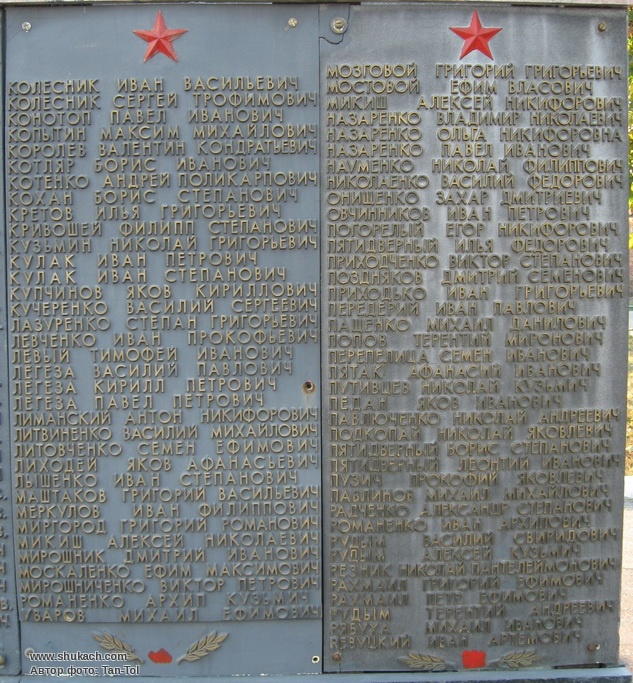 КОЛЕСНИК ИВАН ВАСИЛЬЕВИЧ
КОЛЕСНИК СЕРГЕЙ ТРОФИМОВИЧ
КОНОТОП ПАВЕЛ ИВАНОВИЧ
КОПЫТИН МАКСИМ МИХАЙЛОВИЧ
КОРОЛЕВ ВАЛЕНТИН КОНДРАТЬЕВИЧ
КОТЛЯР БОРИС ИВАНОВИЧ
КОТЕНКО АНДРЕЙ ПОЛИКАРПОВИЧ
КОХАН БОРИС СТЕПАНОВИЧ
КРЕТОВ ИЛЬЯ ГРИГОРЬЕВИЧ
КРИВОШЕЙ ФИЛИПП СТЕПАНОВИЧ
КУЗЬМИН НИКОЛАЙ ГРИГОРЬЕВИЧ
КУЛАК ИВАН ПЕТРОВИЧ
КУЛАК ИВАН СТЕПАНОВИЧ
КУПЧИНОВ ЯКОВ КИРИЛЛОВИЧ
КУЧЕРЕНКО ВАСИЛИЙ СЕРГЕЕВИЧ
ЛАЗУРЕНКО СТЕПАН ГРИГОРЬЕВИЧ
ЛЕВЧЕНКО ИВАН ПРОКОФЬЕВИЧ
ЛЕВЫЙ ТИМОФЕЙ ИВАНОВИЧ
ЛЕГЕЗА ВАСИЛИЙ ПАВЛОВИЧ
ЛЕГЕЗА КИРИЛЛ ПЕТРОВИЧ
ЛЕГЕЗА ПАВЕЛ ПЕТРОВИЧ
ЛИМАНСКИЙ АНТОН НИКИФОРОВИЧ
ЛИТВИНЕНКО ВАСИЛИЙ МИХАЙЛОВИЧ
ЛИТОВЧЕНКО СЕМЕН ЕФИМОВИЧ
ЛИХОДЕЙ ЯКОВ АФАНАСЬЕВИЧ
ЛЫЩЕНКО ИВАН СТЕПАНОВИЧ
МАШТАКОВ ГРИГОРИЙ ВАСИЛЬЕВИЧ
МЕРКУЛОВ ИВАН ФИЛИППОВИЧ
МИРГОРОД ГРИГОРИЙ РОМАНОВИЧ
МИКИШ АЛЕКСЕЙ НИКОЛАЕВИЧ
МИРОШНИК ДМИТРИЙ ИВАНОВИЧ
МОСКАЛЕНКО ЕФИМ МАКСИМОВИЧ
МИРОШНИЧЕНКО ВИКТОР ПЕТРОВИЧ
РОМАНЕНКО АРХИП КУЗЬМИЧ
УВАРОВ МИХАИЛ ЕФИМОВИЧ
МОЗГОВОЙ ГРИГОРИЙ ГРИГОРЬЕВИЧ
МОСТОВОЙ ЕФИМ ВЛАСОВИЧ
МИКИШ АЛЕКСЕЙ НИКИФОРОВИЧ
НАЗАРЕНКО ВЛАДИМИР НИКОЛАЕВИЧ
НАЗАРЕНКО ОЛЬГА НИКИФОРОВНА
НАЗАРЕНКО ПАВЕЛ ИВАНОВИЧ
НАУМЕНКО НИКОЛАЙ ФИЛИППОВИЧ
НИКОЛАЕНКО ВАСИЛИЙ ФЕДОРОВИЧ
ОНИЩЕНКО ЗАХАР ДМИТРИЕВИЧ
ОВЧИННИКОВ ИВАН ПЕТРОВИЧ
ПОГОРЕЛЫЙ ЕГОР НИКИФОРОВИЧ
ПЯТИДВЕРНЫЙ ИЛЬЯ ФЕДОРОВИЧ
ПРИХОДЧЕНКО ВИКТОР СТЕПАНОВИЧ
ПОЗДНЯКОВ ДМИТРИЙ СЕМЕНОВИЧ
ПРИХОДЬКО ИВАН ГРИГОРЬЕВИЧ
ПЕРЕДЕРИЙ ИВАН ПАВЛОВИЧ
ПАЩЕНКО МИХАИЛ ДАНИЛОВИЧ
ПОПОВ ТЕРЕНТИЙ МИРОНОВИЧ
ПЕРЕПЕЛИЦА СЕМЕН ИВАНОВИЧ
ПЯТАК АФАНАСИЙ ИВАНОВИЧ
ПУТИВЦЕВ НИКОЛАЙ КУЗЬМИЧ
ПЕДАН ЯКОВ ИВАНОВИЧ
ПАВЛЮЧЕНКО НИКОЛАЙ АНДРЕЕВИЧ
ПОДКОПАЙ НИКОЛАЙ ЯКОВЛЕВИЧ
ПЯТИДВЕРНЫЙ БОРИС СТЕПАНОВИЧ
ПЯТИДВЕРНЫЙ ЛЕОНТИЙ ИВАНОВИЧ
ПУЗИЧ ПРОКОФИЙ ЯКОВЛЕВИЧ
ПАВЛИНОВ МИХАИЛ МИХАЙЛОВИЧ
РАДЧЕНКО АЛЕКСАНДР СТЕПАНОВИЧ
РОМАНЕНКО ИВАН АРХИПОВИЧ
РУДЫМ ВАСИЛИЙ СВИРИДОВИЧ
РУДЫМ АЛЕКСЕЙ КУЗЬМИЧ
РЕЗНИК НИКОЛАЙ ПАНТЕЛЕЙМОНОВИЧ
РАХМАИЛ ГРИГОРИЙ ЕФИМОВИЧ
РАХМАИЛ ПЕТР ЕФИМОВИЧ
РУДЫМ ТЕРЕНТИЙ АНДРЕЕВИЧ
РЯБУХА МИХАИЛ ИВАНОВИЧ
РЕВУЦКИЙ ИВАН АРТЕМОВИЧ
www.shukach.com
Автор фото: Tan-Tol